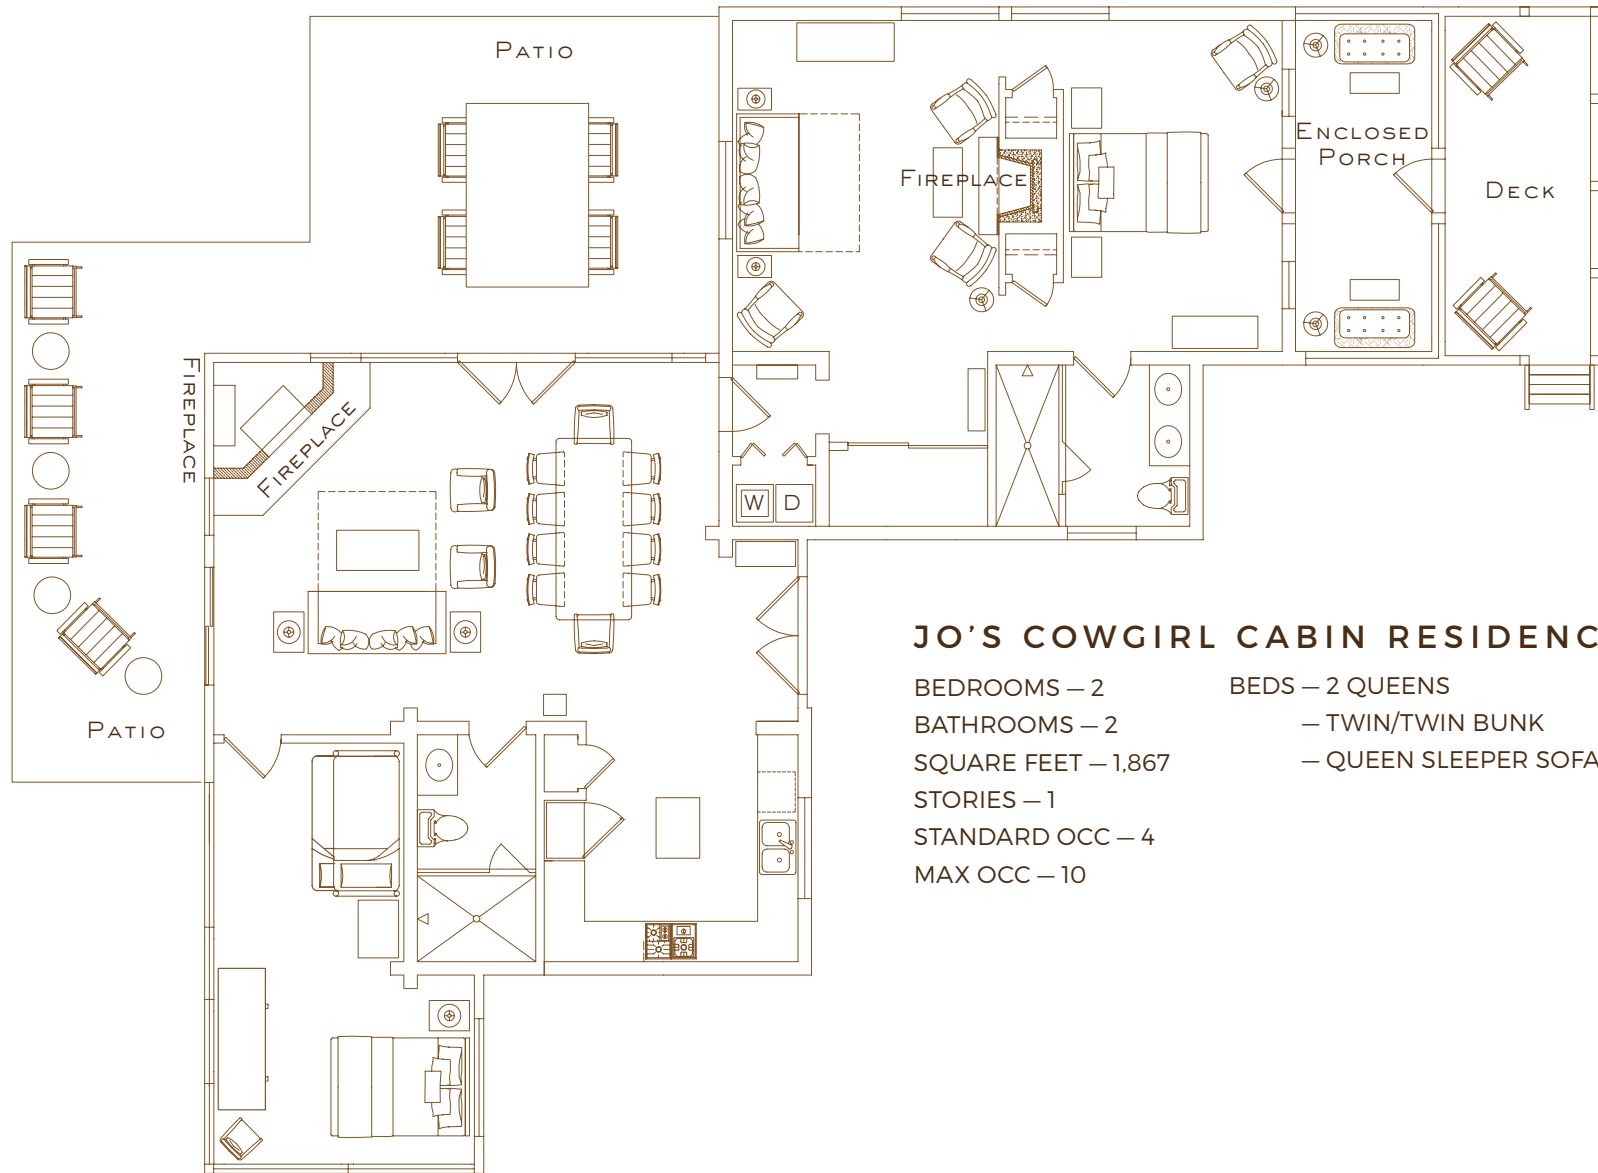 PATIO
FIREPLACE
ENCLOSED
PORCH
DECK
FIREPLACE
FIREPLACE
W
D
PATIO
JO'S COWGIRL CABIN RESIDENC
BEDROOMS — 2
BATHROOMS — 2
SQUARE FEET — 1,867
STORIES — 1
STANDARD OCC — 4
MAX OCC — 10
BEDS — 2 QUEENS
— TWIN/TWIN BUNK
— QUEEN SLEEPER SOFA